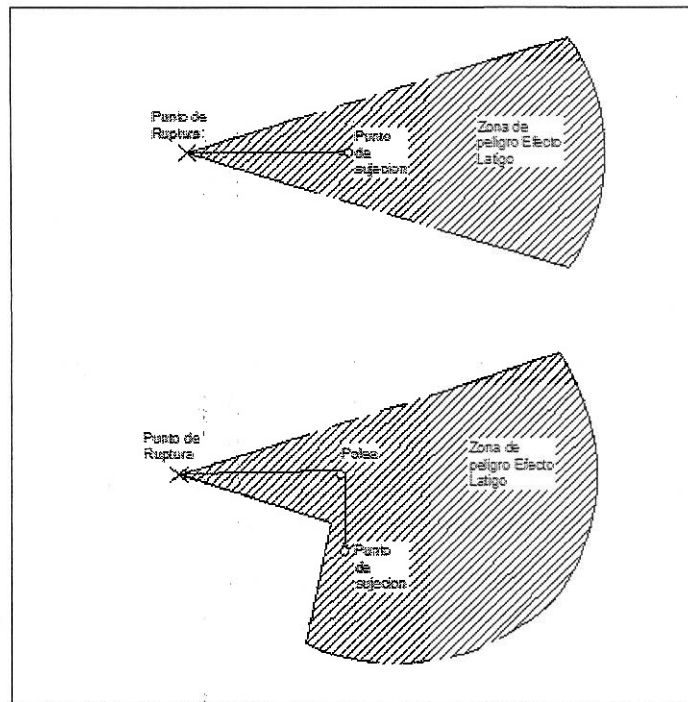 Punto de
Ruptura
Punto
de
sujecion
Zona de
peligro Efecto
Latigo
Punto de
Ruptura
Polea
Zona de
peligro Efecto
Latigo
Punto
de
sujecion